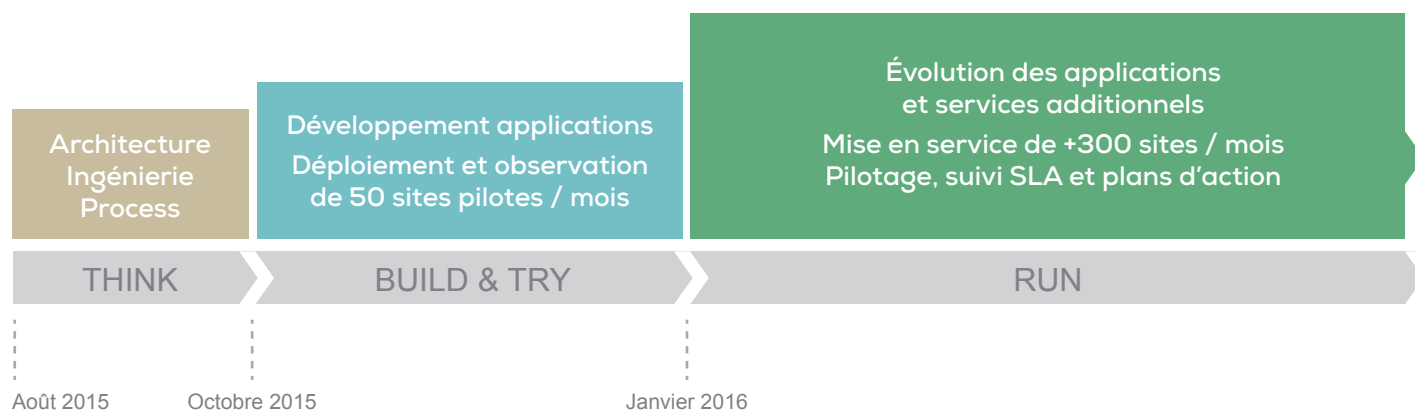 Architecture
Ingénierie
Process
Développement applications
Déploiement et observation
de 50 sites pilotes / mois
Évolution des applications
et services additionnels
Mise en service de +300 sites / mois
Pilotage, suivi SLA et plans d'action
THINK
BUILD & TRY
RUN
Août 2015
Octobre 2015
Janvier 2016